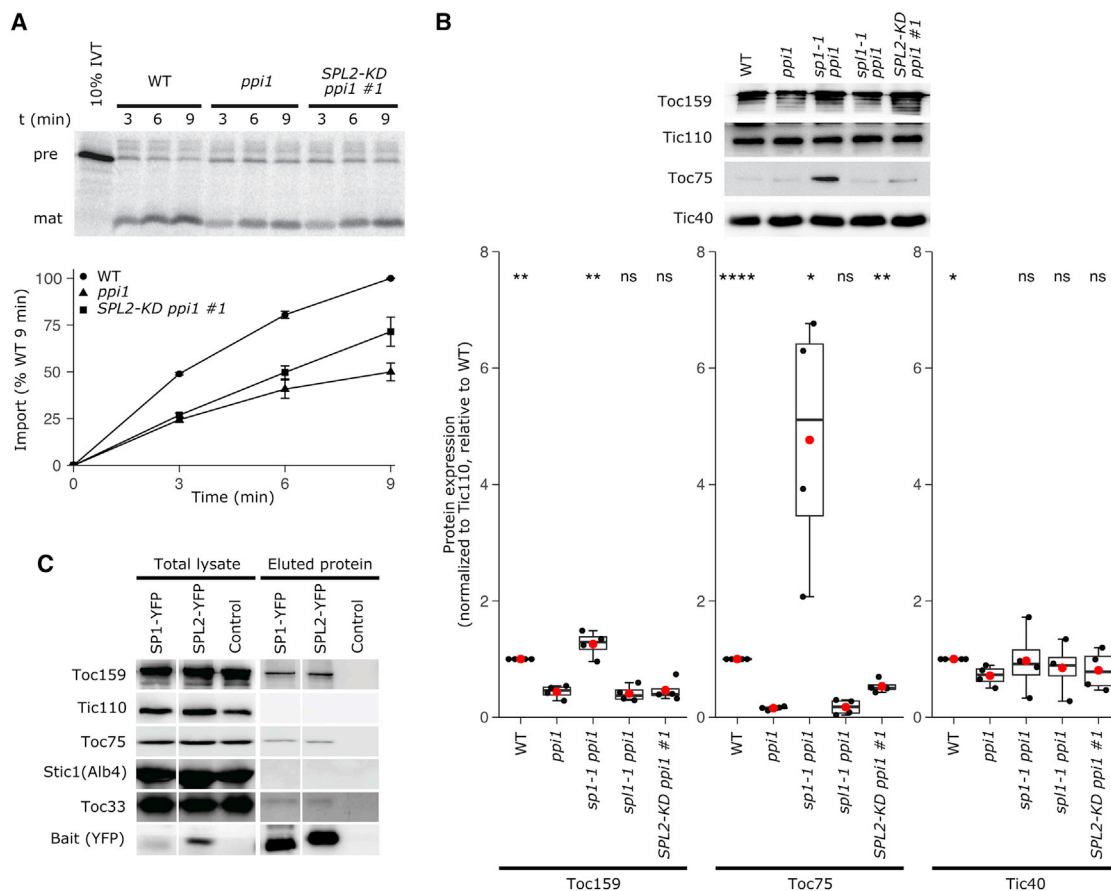 A
10% IVT
WT
ppi1
SPL2-KD
ppi1 #1
t (min)
3 6 9 3 6 9 3 6 9
pre
mat
100
75
50
25
0
WT
ppi1
SPL2-KD ppi1 #1
Import (% WT 9 min)
0 3 6 9
Time (min)
B
WT
ppi1
sp1-1
ppi1
spl1-1
ppi1
SPL2-KD
ppi1 #1
Toc159
Tic110
Toc75
Tic40
Protein expression
(normalized to Tic110, relative to WT)
8
6
4
2
0
** ** ns ns
WT
ppi1
sp1-1 ppi1
spl1-1 ppi1
SPL2-KD ppi1 #1
Toc159
8
6
4
2
0
**** * ns **
WT
ppi1
sp1-1 ppi1
spl1-1 ppi1
SPL2-KD ppi1 #1
Toc75
8
6
4
2
0
* ns ns ns
WT
ppi1
sp1-1 ppi1
spl1-1 ppi1
SPL2-KD ppi1 #1
Tic40
C
Total lysate Eluted protein
SP1-YFP
SPL2-YFP
Control
SP1-YFP
SPL2-YFP
Control
Toc159
Tic110
Toc75
Stic1(Alb4)
Toc33
Bait (YFP)